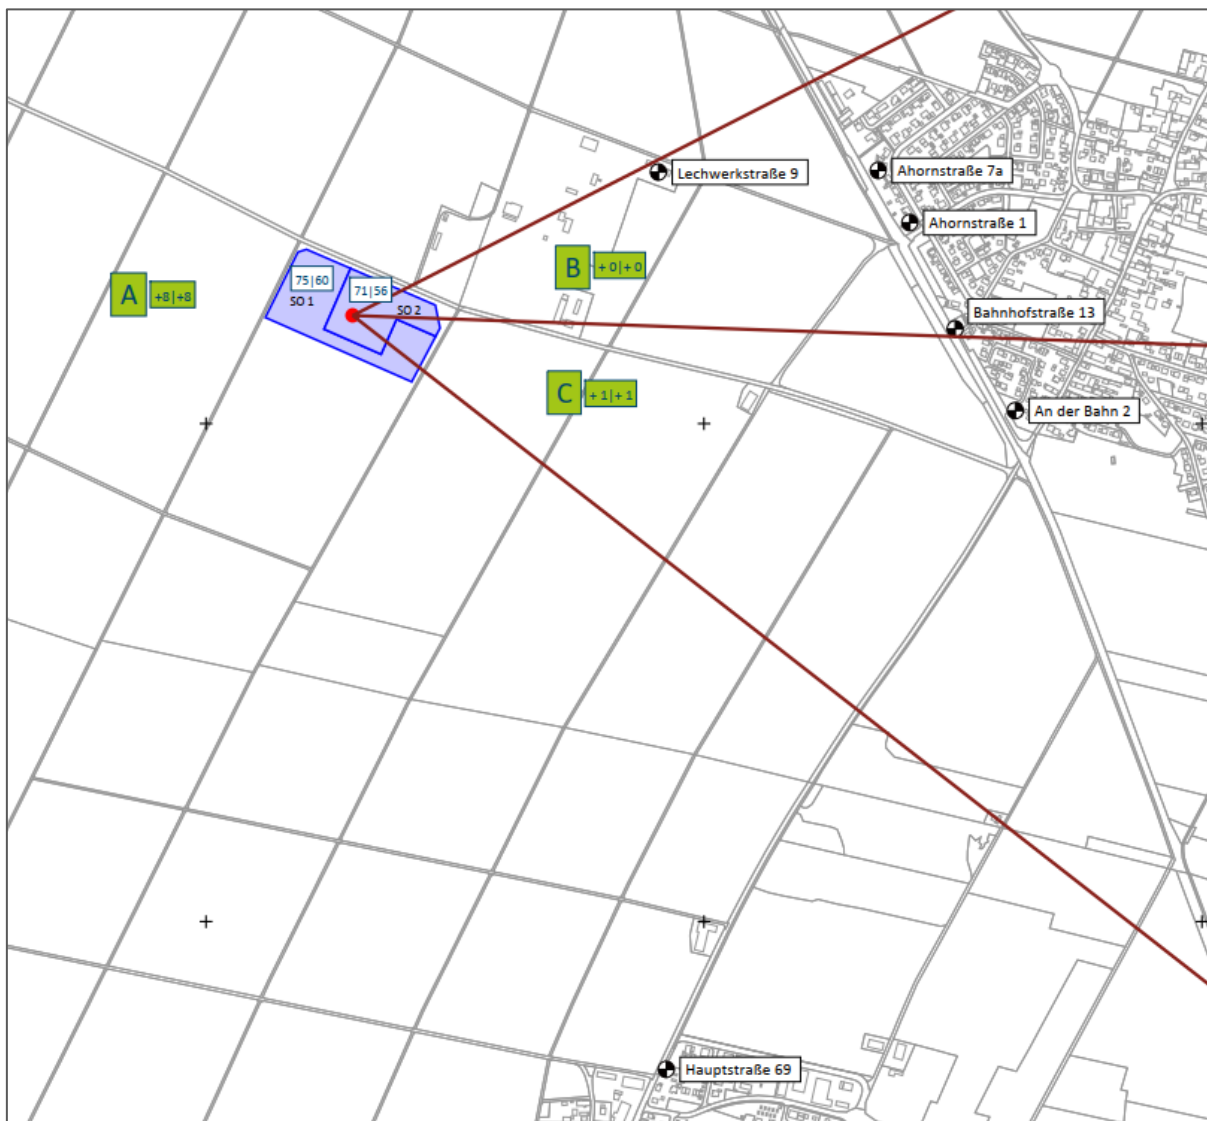 Lechwerkstraße 9
Ahornstraße 7a
Ahornstraße 1
B
+ 0|+ 0
A
+8|+8
75|60
SO 1
71|56
SO 2
Bahnhofstraße 13
C
+ 1|+ 1
An der Bahn 2
Hauptstraße 69